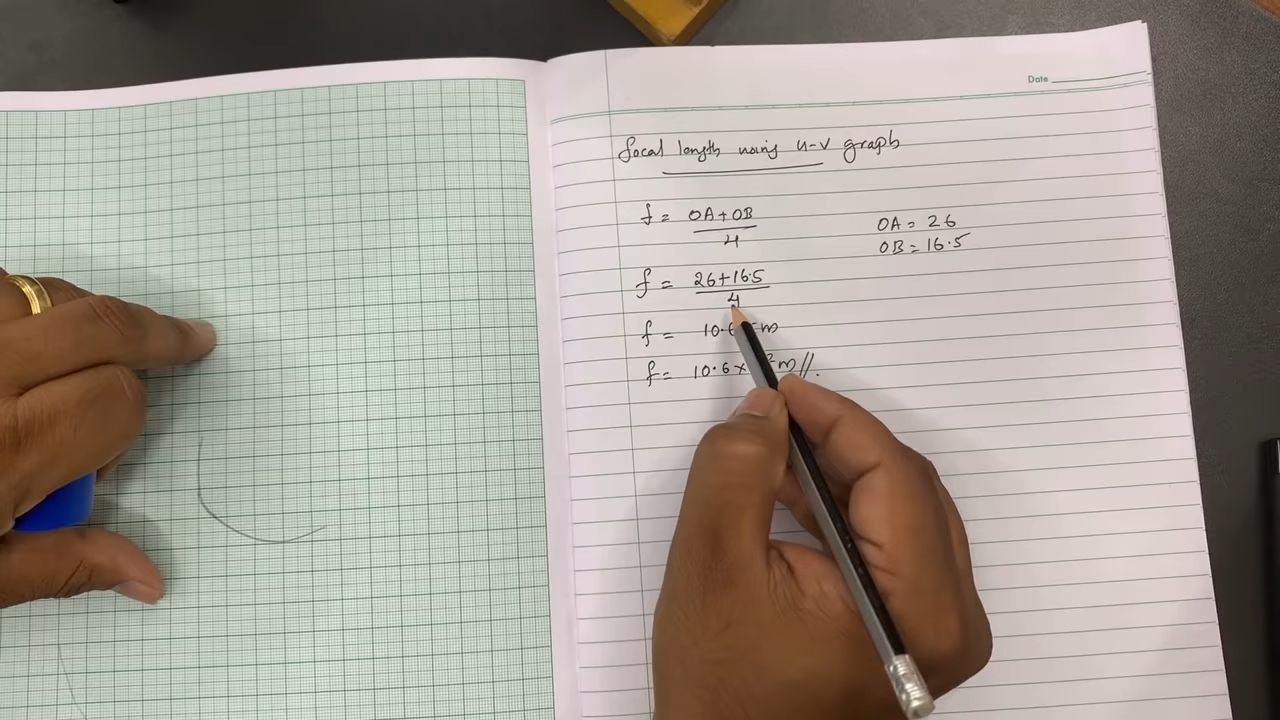 Date
focal length using u-v graph
f = OA+OB
4
OA = 26
OB = 16.5
f = 26+16.5
4
f = 10.6 cm
f = 10.6 × m//.